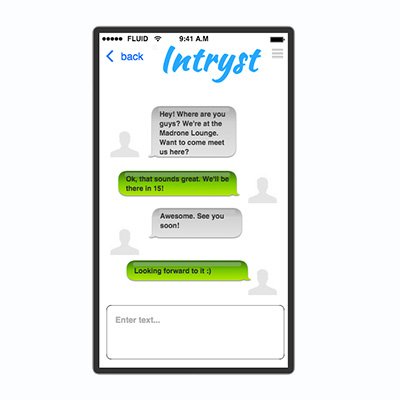 FLUID 9:41 A.M
back Intryst
Hey! Where are you
guys? We're at the
Madrone Lounge.
Want to come meet
us here?
Ok, that sounds great. We'll be
there in 15!
Awesome. See you
soon!
Looking forward to it ;)
Enter text...